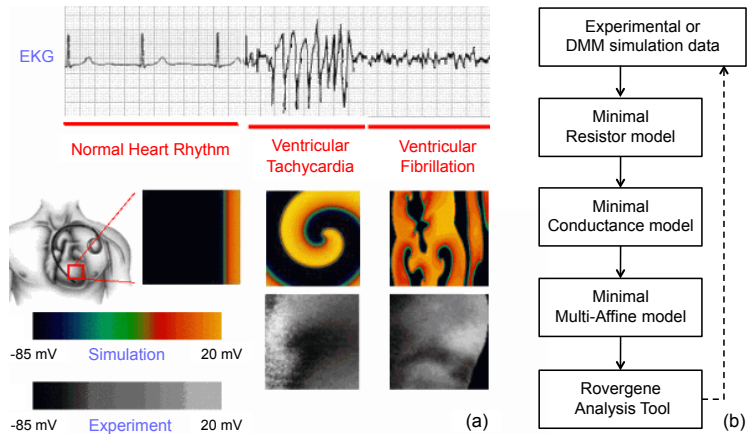 EKG
Normal Heart Rhythm
Ventricular
Tachycardia
Ventricular
Fibrillation
-85 mV
Simulation
20 mV
-85 mV
Experiment
20 mV
(a)
Experimental or
DMM simulation data
Minimal
Resistor model
Minimal
Conductance model
Minimal
Multi-Affine model
Rovergene
Analysis Tool
(b)